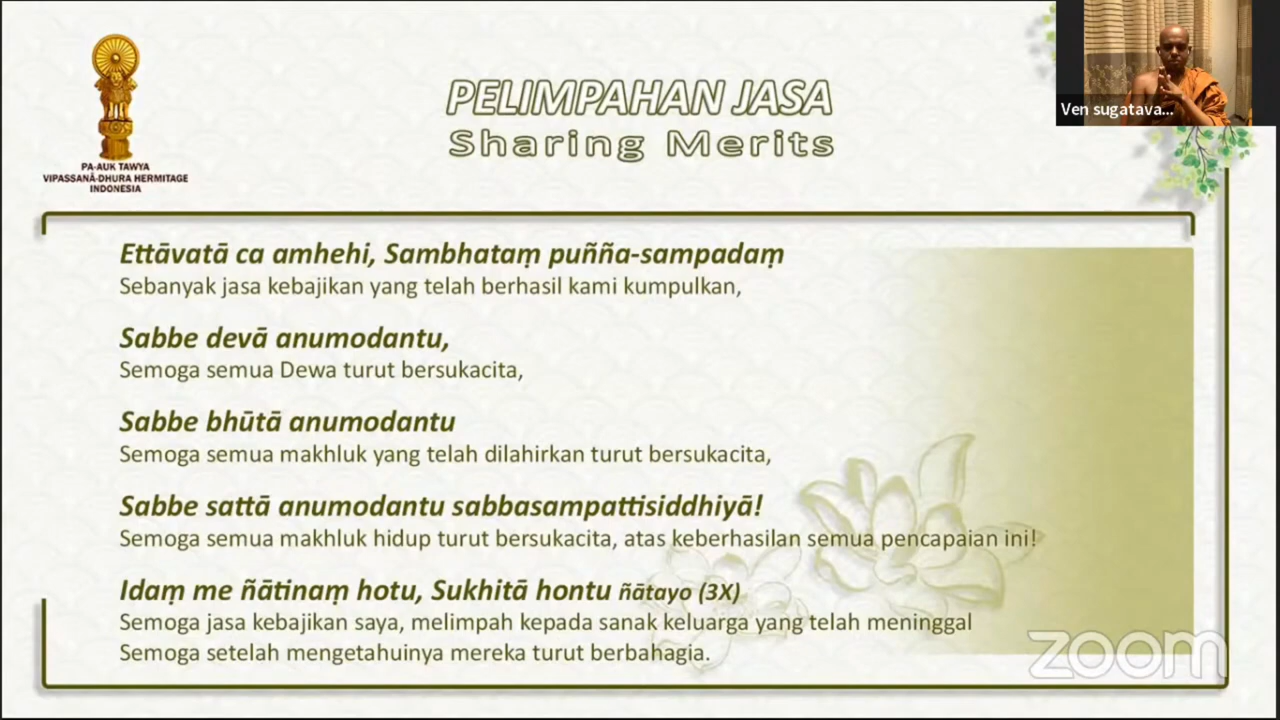 PA-AUK TAWYA
VIPASSANĀ-DHURA HERMITAGE
INDONESIA
PELIMPAHAN JASA
Sharing Merits
Ven sugatava...
Ettāvatā ca amhehi, Sambhataṃ puñña-sampadaṃ
Sebanyak jasa kebajikan yang telah berhasil kami kumpulkan,
Sabbe devā anumodantu,
Semoga semua Dewa turut bersukacita,
Sabbe bhūtā anumodantu
Semoga semua makhluk yang telah dilahirkan turut bersukacita,
Sabbe sattā anumodantu sabbasampattisiddhiyā!
Semoga semua makhluk hidup turut bersukacita, atas keberhasilan semua pencapaian ini!
Idaṃ me ñātinaṃ hotu, Sukhitā hontu ñātayo (3X)
Semoga jasa kebajikan saya, melimpah kepada sanak keluarga yang telah meninggal
Semoga setelah mengetahuinya mereka turut berbahagia.
zoom